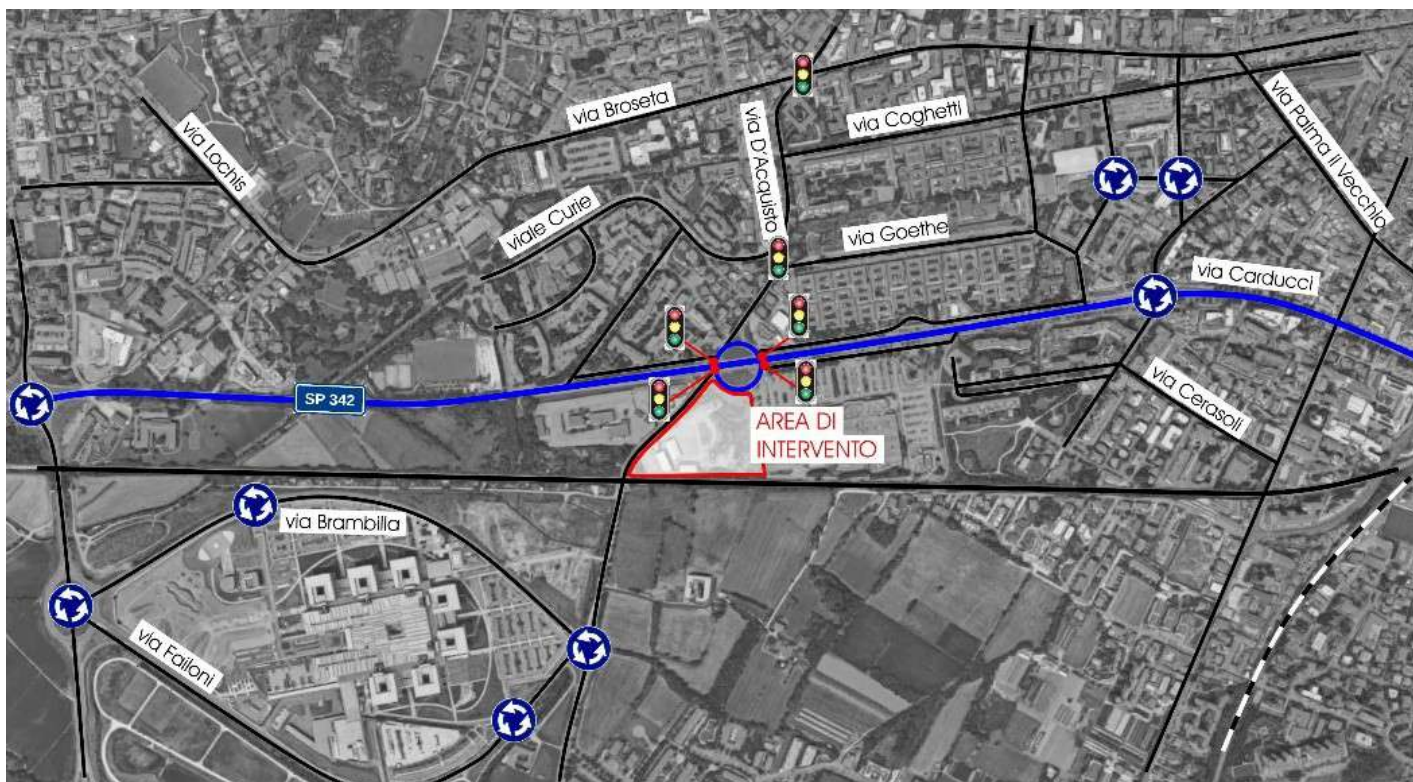 via Broseta
via Lochis
via D'Acquisto
via Coghetti
via Palma il Vecchio
viale Curie
via Goethe
via Carducci
SP 342
AREA DI
INTERVENTO
via Cerasoli
via Brambilla
via Failoni